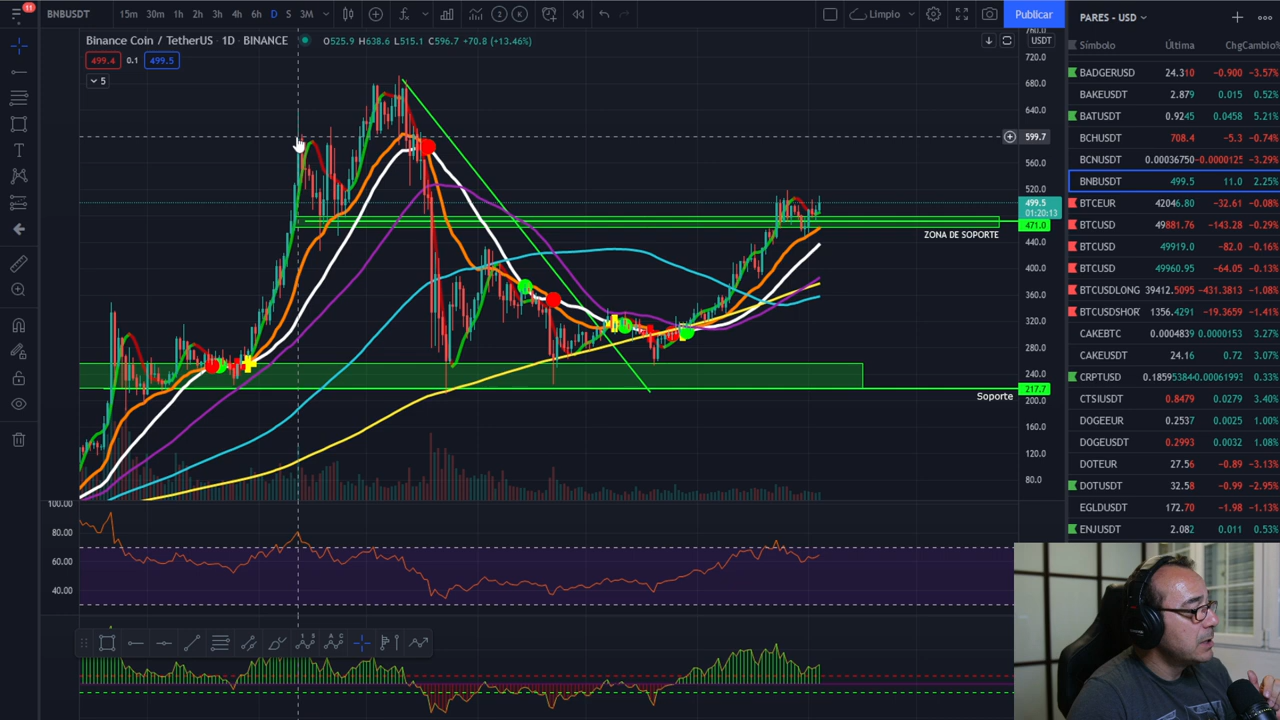 11
BNBUSDT 15m 30m 1h 2h 3h 4h 6h D S 3M 2 K Limplo Publicar
PARES - USD
Binance Coin / TetherUS · 1D · BINANCE O525.9 H638.6 L515.1 C596.7 +70.8 (+13.46%)
USDT
499.4 0.1 499.5
5
Símbolo Última Chg Cambio%
BADGERUSD 24.310 −0.900 −3.57%
BAKEUSDT 2.879 0.015 0.52%
BATUSDT 0.9245 0.0458 5.21%
BCHUSDT 708.4 −5.3 −0.74%
BCNUSDT 0.00036750 −0.0000125 −3.29%
BNBUSDT 499.5 11.0 2.25%
BTCEUR 42046.80 −32.61 −0.08%
BTCUSD 49881.76 −143.28 −0.29%
BTCUSD 49919.0 −82.0 −0.16%
BTCUSD 49960.95 −64.05 −0.13%
BTCUSDLONG 39412.5095 −431.3813 −1.08%
BTCUSDSHOR 1356.4291 −19.3659 −1.41%
CAKEUSD 0.0004839 0.0000153 3.27%
CAKEUSDT 24.16 0.72 3.07%
CRPTUSD 0.18595384 −0.00061993 0.33%
CTSIUSDT 0.8479 0.0279 3.40%
DOGEEUR 0.2537 0.0025 1.00%
DOGEUSDT 0.2993 0.0032 1.08%
DOTEUR 27.56 −0.89 −3.13%
DOTUSDT 32.58 −0.99 −2.95%
EGLDUSDT 172.70 −1.98 −1.13%
ENJUSDT 2.082 0.011 0.53%
760.0
720.0
680.0
640.0
599.7
560.0
520.0
499.5
01:20:13
471.0
ZONA DE SOPORTE
440.0
400.0
360.0
320.0
280.0
240.0
217.7
Soporte
200.0
160.0
120.0
80.0
100.00
80.00
60.00
40.00